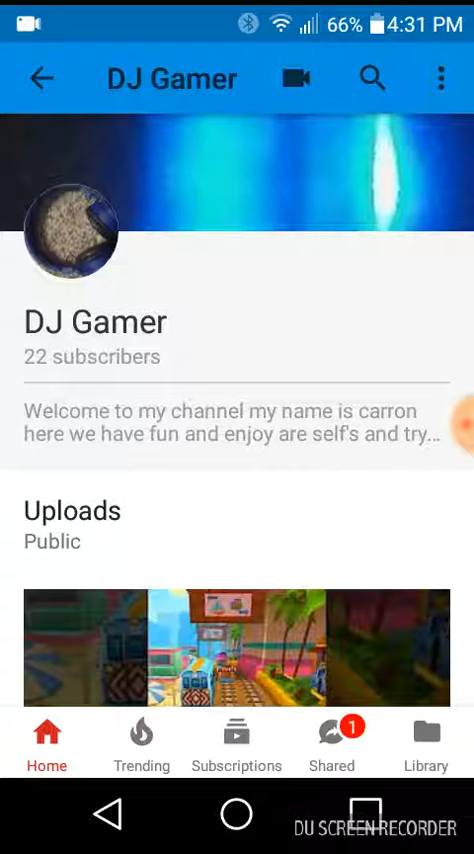 66% 4:31 PM
DJ Gamer
DJ Gamer
22 subscribers
Welcome to my channel my name is carron
here we have fun and enjoy are self's and try...
Uploads
Public
1
Home Trending Subscriptions Shared Library
DU SCREEN RECORDER